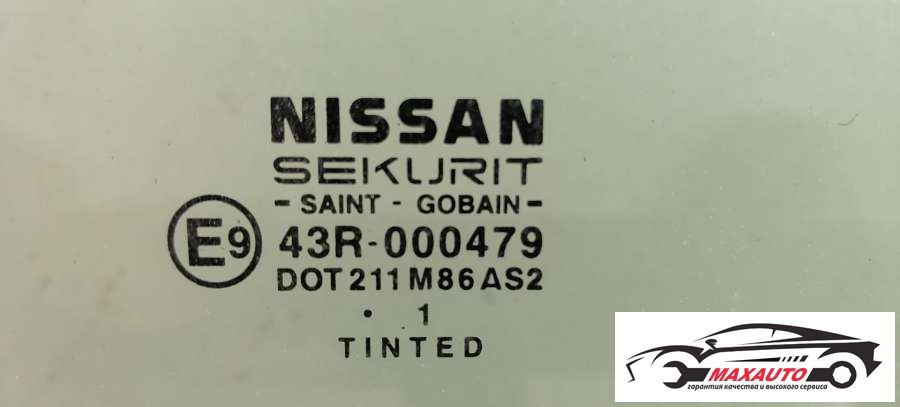 NISSAN
SEKURIT
- SAINT - GOBAIN -
E9 43R-000479
DOT 211 M86 AS2
. 1
TINTED
MAXAUTO
гарантия качества и высокого сервиса